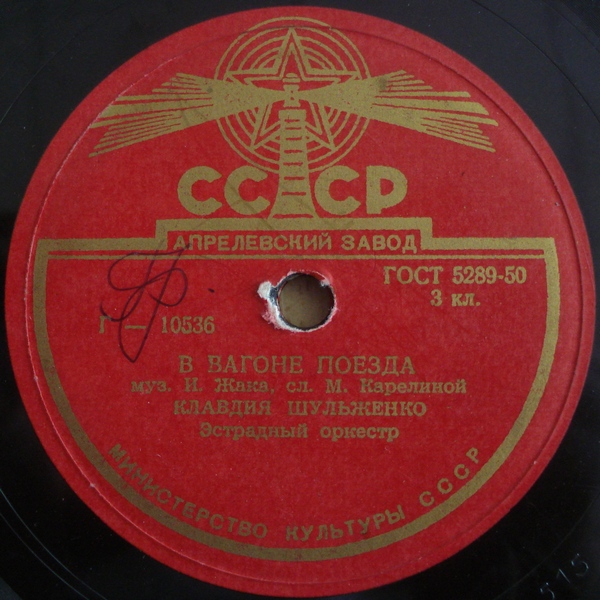 СССР
АПРЕЛЕВСКИЙ ЗАВОД
ГОСТ 5289-50
3 кл.
Г — 10536
В ВАГОНЕ ПОЕЗДА
муз. И. Жака, сл. М. Карелиной
КЛАВДИЯ ШУЛЬЖЕНКО
Эстрадный оркестр
МИНИСТЕРСТВО КУЛЬТУРЫ СССР